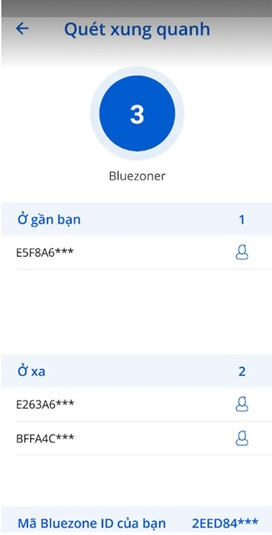 Quét xung quanh
3
Bluezoner
Ở gần bạn 1
E5F8A6***
Ở xa 2
E263A6***
BFFA4C***
Mã Bluezone ID của bạn 2EED84***